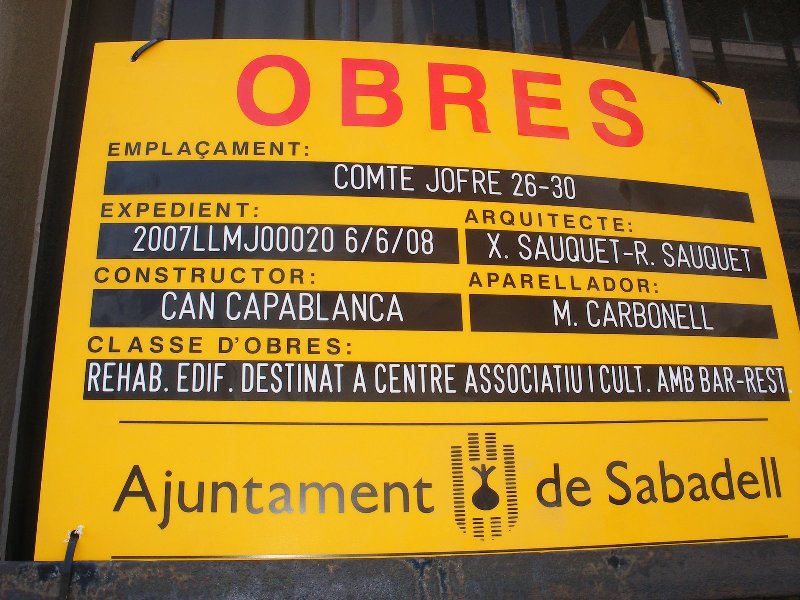 OBRES
EMPLAÇAMENT:
COMTE JOFRE 26-30
EXPEDIENT: ARQUITECTE:
2007LLMJ00020 6/6/08 X. SAUQUET-R. SAUQUET
CONSTRUCTOR: APARELLADOR:
CAN CAPABLANCA M. CARBONELL
CLASSE D'OBRES:
REHAB. EDIF. DESTINAT A CENTRE ASSOCIATIU I CULT. AMB BAR-REST.
Ajuntament de Sabadell